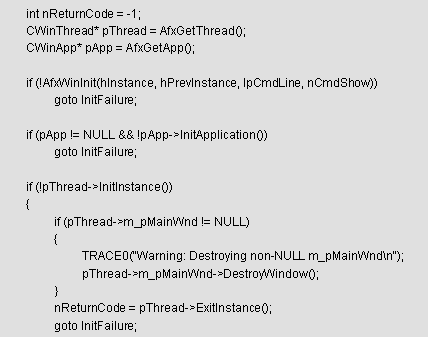 int nReturnCode = -1;
CWinThread* pThread = AfxGetThread();
CWinApp* pApp = AfxGetApp();
if (!AfxWinInit(hInstance, hPrevInstance, lpCmdLine, nCmdShow))
goto InitFailure;
if (pApp != NULL && !pApp->InitApplication())
goto InitFailure;
if (!pThread->InitInstance())
{
if (pThread->m_pMainWnd != NULL)
{
TRACE0("Warning: Destroying non-NULL m_pMainWnd\n");
pThread->m_pMainWnd->DestroyWindow();
}
nReturnCode = pThread->ExitInstance();
goto InitFailure;